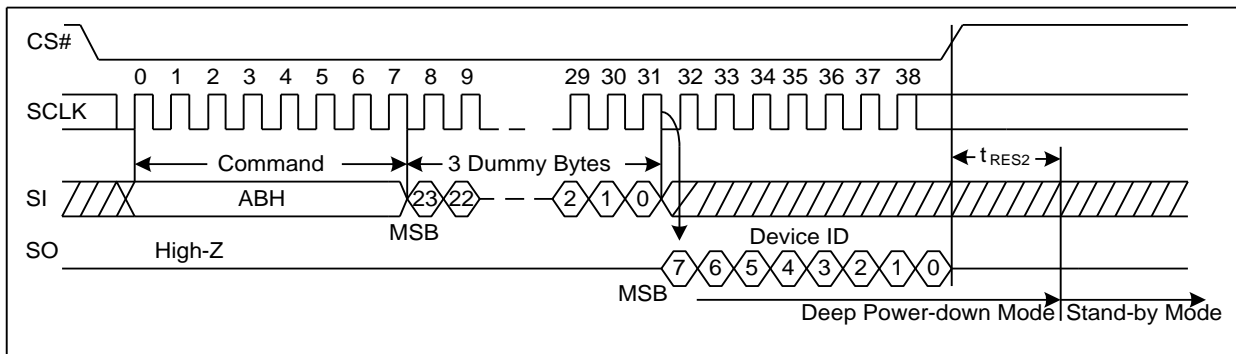 CS#
0 1 2 3 4 5 6 7 8 9 29 30 31 32 33 34 35 36 37 38
SCLK
Command 3 Dummy Bytes tRES2
SI ABH 23 22 2 1 0
MSB Device ID
SO High-Z
7 6 5 4 3 2 1 0
MSB
Deep Power-down Mode Stand-by Mode